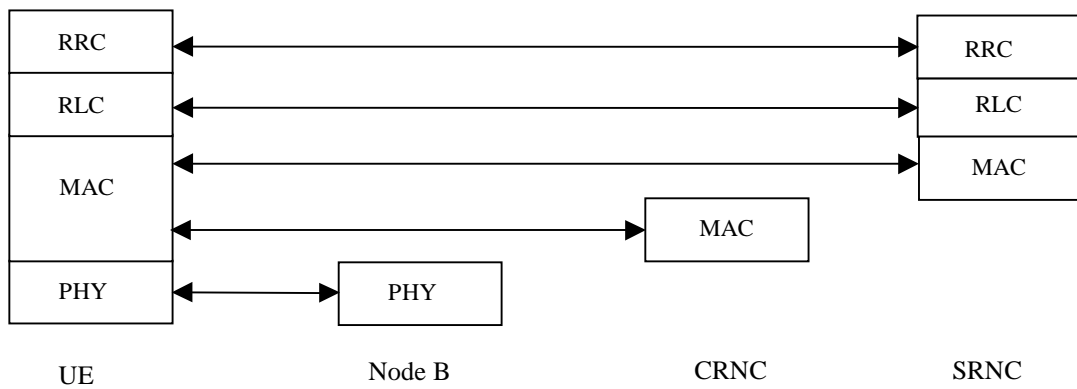 RRC
RRC
RLC
RLC
MAC
MAC
MAC
PHY
PHY
UE
Node B
CRNC
SRNC